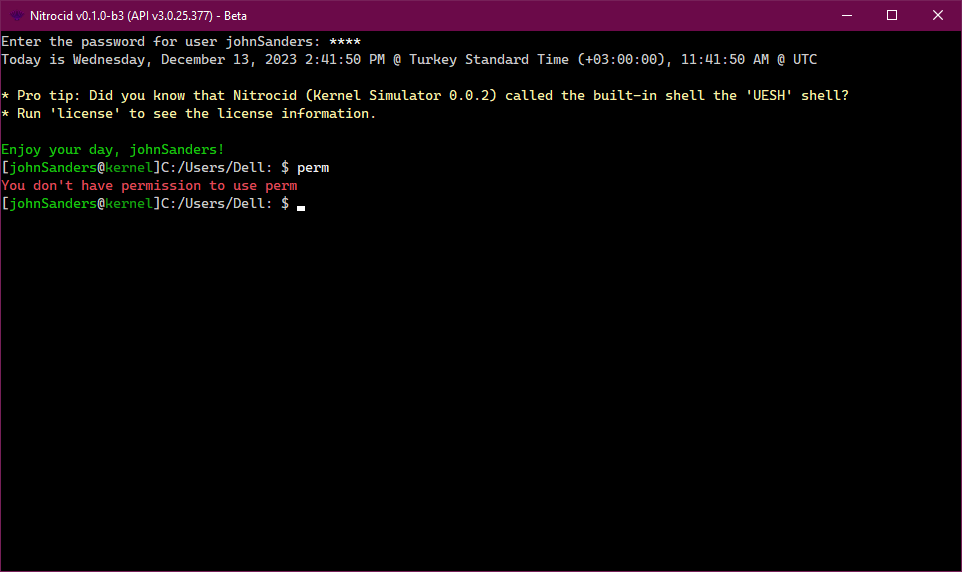 Nitrocid v0.1.0-b3 (API v3.0.25.377) - Beta
Enter the password for user johnSanders: ****
Today is Wednesday, December 13, 2023 2:41:50 PM @ Turkey Standard Time (+03:00:00), 11:41:50 AM @ UTC
* Pro tip: Did you know that Nitrocid (Kernel Simulator 0.0.2) called the built-in shell the 'UESH' shell?
* Run 'license' to see the license information.
Enjoy your day, johnSanders!
[johnSanders@kernel]C:/Users/Dell: $ perm
You don't have permission to use perm
[johnSanders@kernel]C:/Users/Dell: $